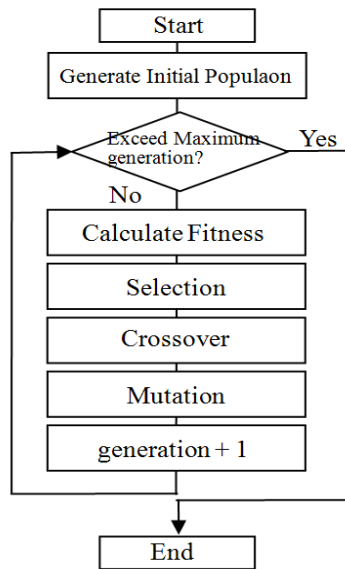 Start
Generate Initial Populaon
Exceed Maximum
generation?
Yes
No
Calculate Fitness
Selection
Crossover
Mutation
generation + 1
End